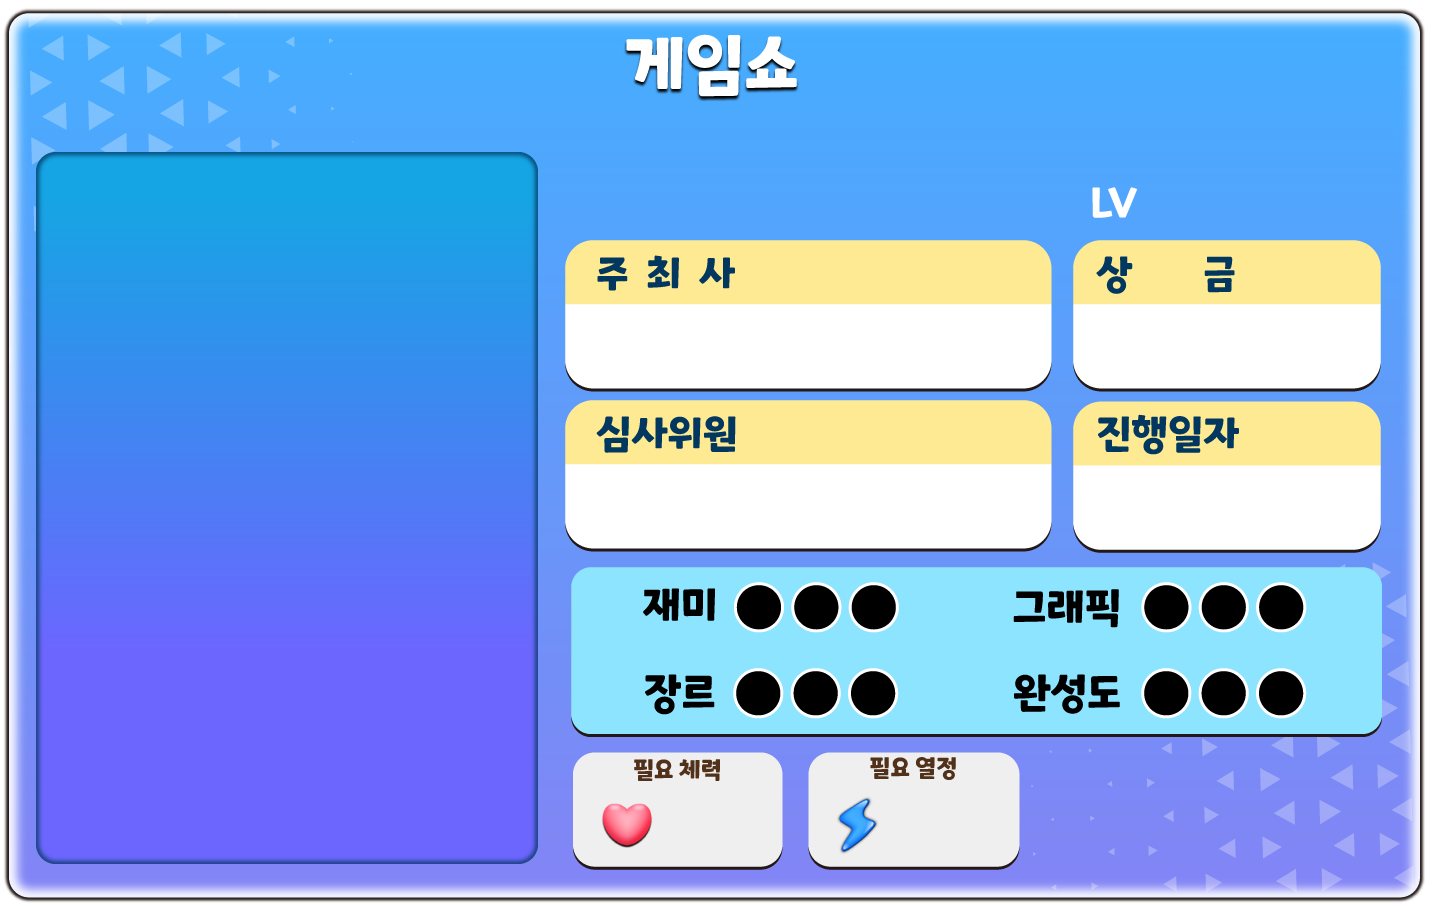 게임쇼
LV
주 최 사
상 금
심사위원
진행일자
재미
그래픽
장르
완성도
필요 체력
필요 열정